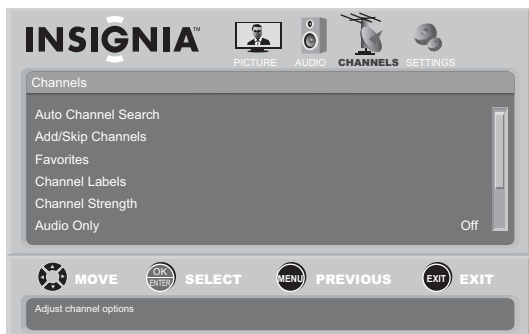 INSIGNIA™
PICTURE AUDIO CHANNELS SETTINGS
Channels
Auto Channel Search
Add/Skip Channels
Favorites
Channel Labels
Channel Strength
Audio Only Off
MOVE OK ENTER SELECT MENU PREVIOUS EXIT EXIT
Adjust channel options